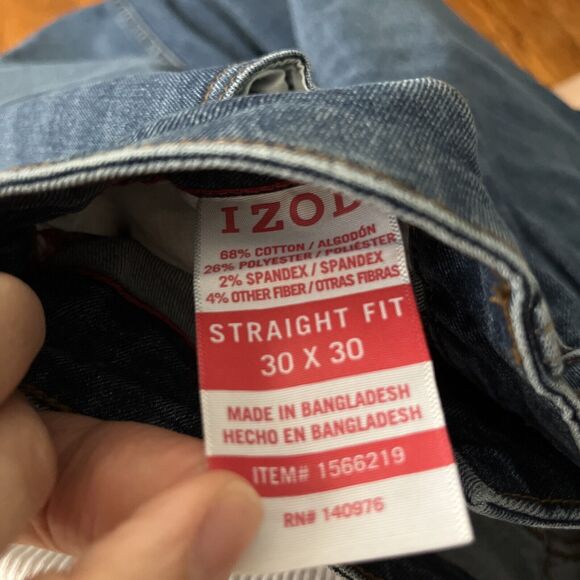 IZOD
68% COTTON / ALGODÓN
26% POLYESTER / POLIÉSTER
2% SPANDEX / SPANDEX
4% OTHER FIBER / OTRAS FIBRAS
STRAIGHT FIT
30 X 30
MADE IN BANGLADESH
HECHO EN BANGLADESH
ITEM# 1566219
RN# 140976